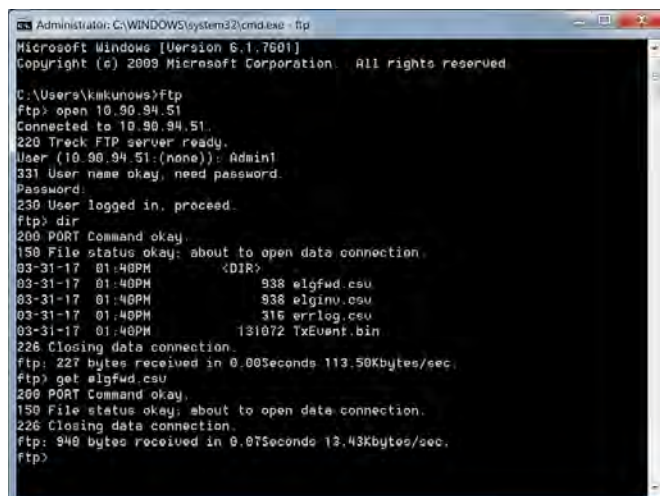 Administrator: C:\WINDOWS\system32\cmd.exe - ftp
Microsoft Windows [Version 6.1.7601]
Copyright (c) 2009 Microsoft Corporation.  All rights reserved

C:\Users\kmkunows>ftp
ftp> open 10.90.94.51
Connected to 10.90.94.51.
220 Treck FTP server ready.
User (10.90.94.51:(none)): Admin1
331 User name okay, need password.
Password:
230 User logged in, proceed.
ftp> dir
200 PORT Command okay.
150 File status okay; about to open data connection.
03-31-17  01:40PM       <DIR>
03-31-17  01:40PM                  938 elgfwd.csv
03-31-17  01:40PM                  938 elginv.csv
03-31-17  01:40PM                  316 errlog.csv
03-31-17  01:40PM               131072 TxEvent.bin
226 Closing data connection.
ftp: 227 bytes received in 0.00Seconds 113.50Kbytes/sec.
ftp> get elgfwd.csv
200 PORT Command okay.
150 File status okay; about to open data connection.
226 Closing data connection.
ftp: 940 bytes received in 0.07Seconds 13.43Kbytes/sec.
ftp>